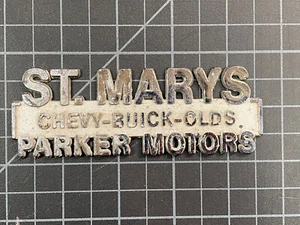 ST. MARYS
CHEVY-BUICK-OLDS
PARKER MOTORS